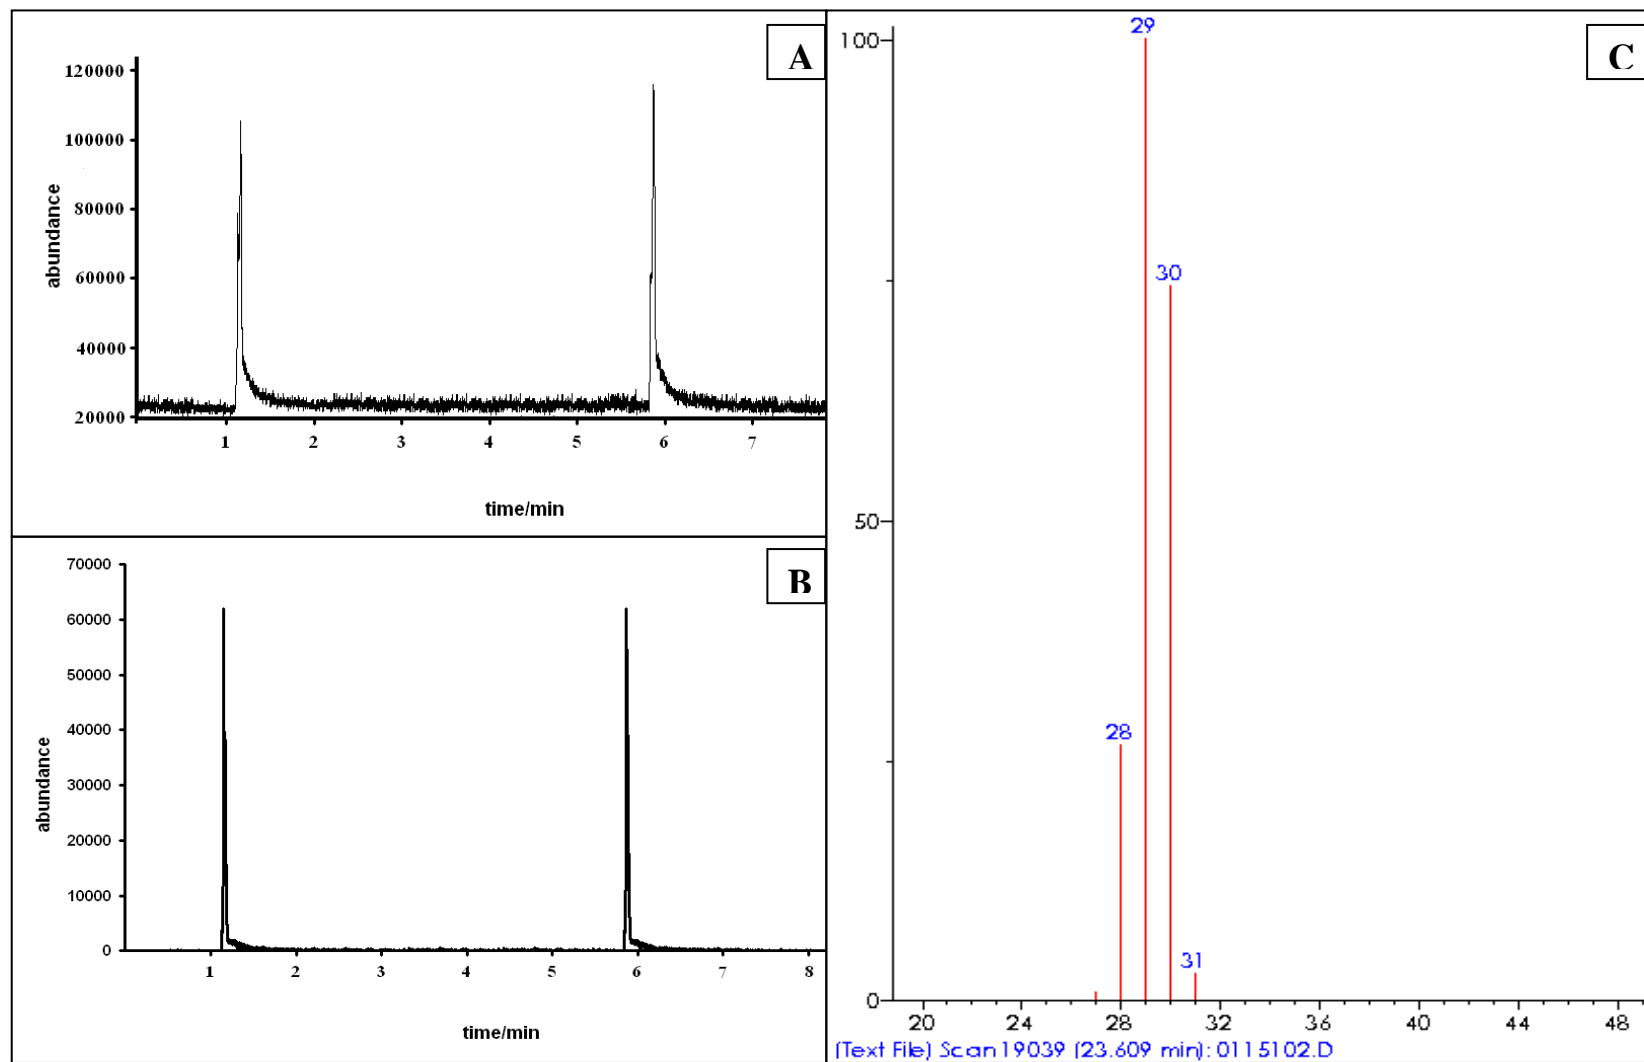 A
120000
100000
80000
60000
40000
20000
abundance
1 2 3 4 5 6 7
time/min
B
70000
60000
50000
40000
30000
20000
10000
0
abundance
1 2 3 4 5 6 7 8
time/min
C
100
50
0
29
30
28
31
20 24 28 32 36 40 44 48
(Text File) Scan 19039 (23.609 min): 0115102.D